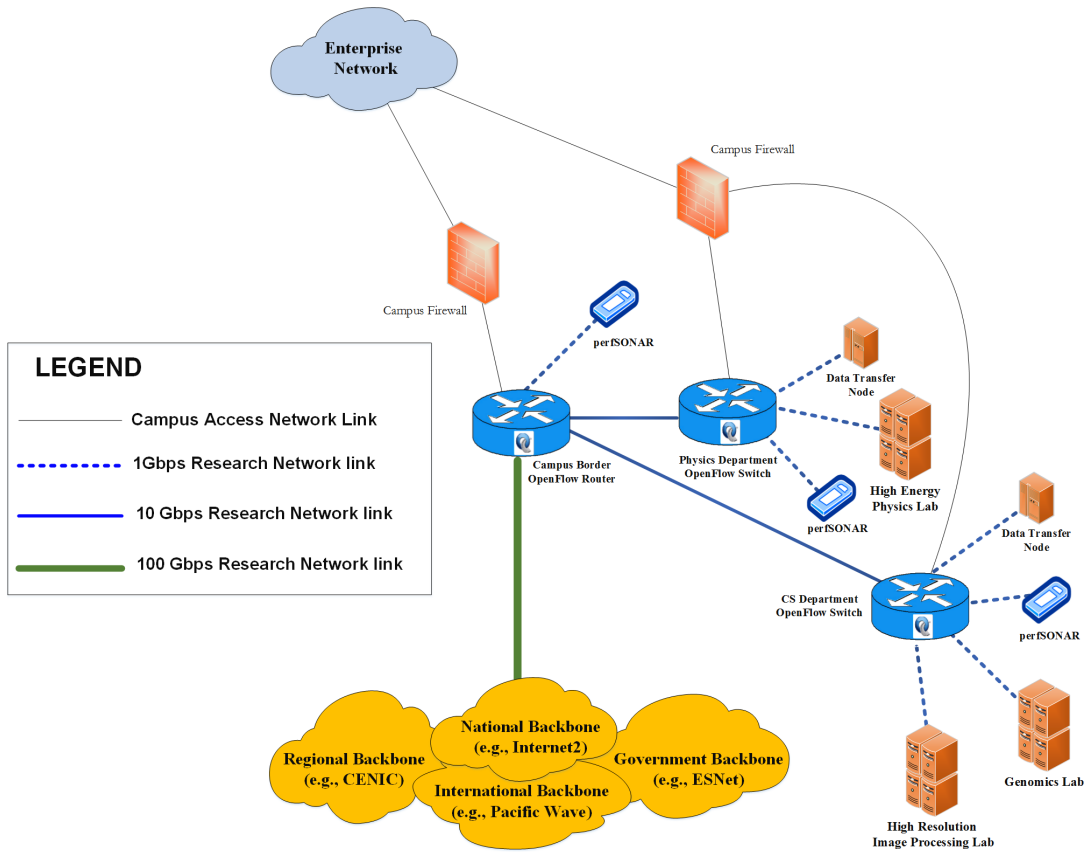 Enterprise
Network
Campus Firewall
Campus Firewall
perfSONAR
Data Transfer
Node
LEGEND
Campus Access Network Link
1Gbps Research Network link
10 Gbps Research Network link
100 Gbps Research Network link
Campus Border
OpenFlow Router
Physics Department
OpenFlow Switch
High Energy
Physics Lab
perfSONAR
Data Transfer
Node
CS Department
OpenFlow Switch
perfSONAR
Genomics Lab
High Resolution
Image Processing Lab
National Backbone
(e.g., Internet2)
Regional Backbone
(e.g., CENIC)
Government Backbone
(e.g., ESNet)
International Backbone
(e.g., Pacific Wave)